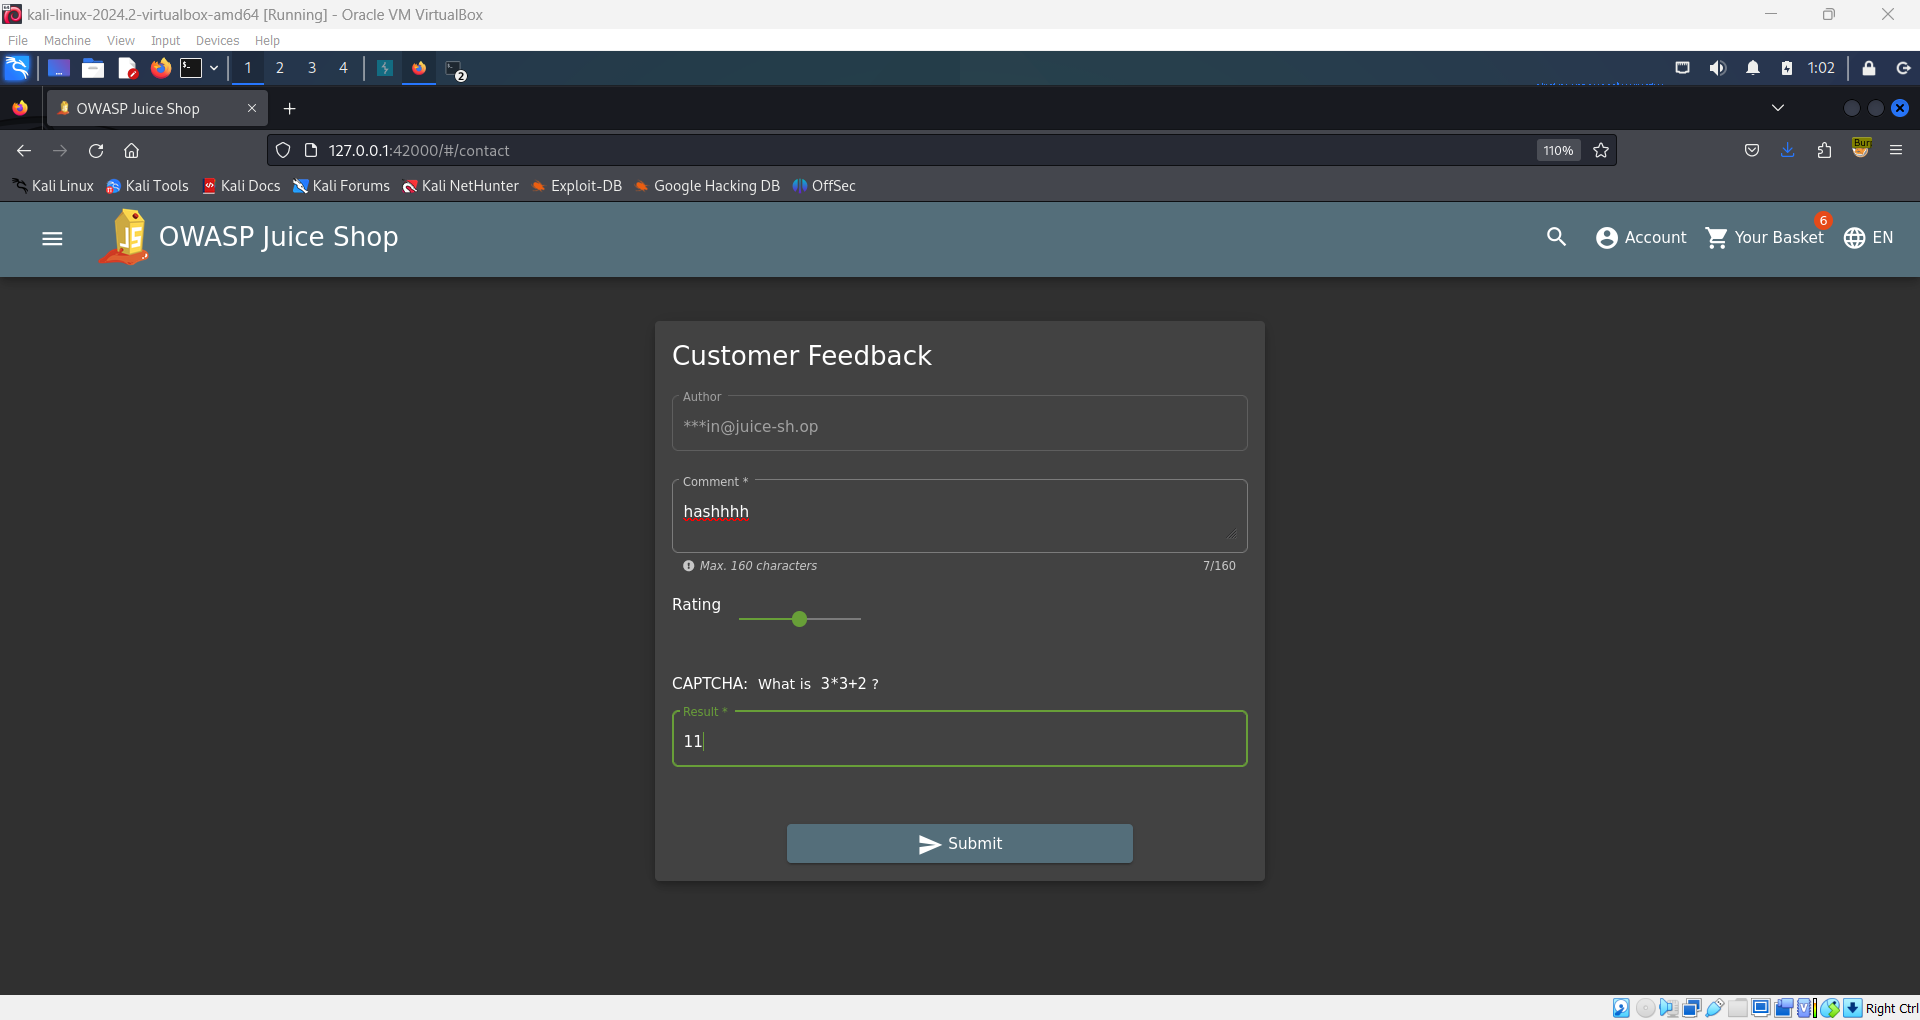 kali-linux-2024.2-virtualbox-amd64 [Running] - Oracle VM VirtualBox
File Machine View Input Devices Help
1 2 3 4 2 1:02
OWASP Juice Shop
127.0.0.1:42000/#/contact 110%
Kali Linux Kali Tools Kali Docs Kali Forums Kali NetHunter Exploit-DB Google Hacking DB OffSec
OWASP Juice Shop Account Your Basket 6 EN
Customer Feedback
Author
***in@juice-sh.op
Comment *
hashhhh
Max. 160 characters 7/160
Rating
CAPTCHA: What is 3*3+2 ?
Result *
11
Submit
Right Ctrl